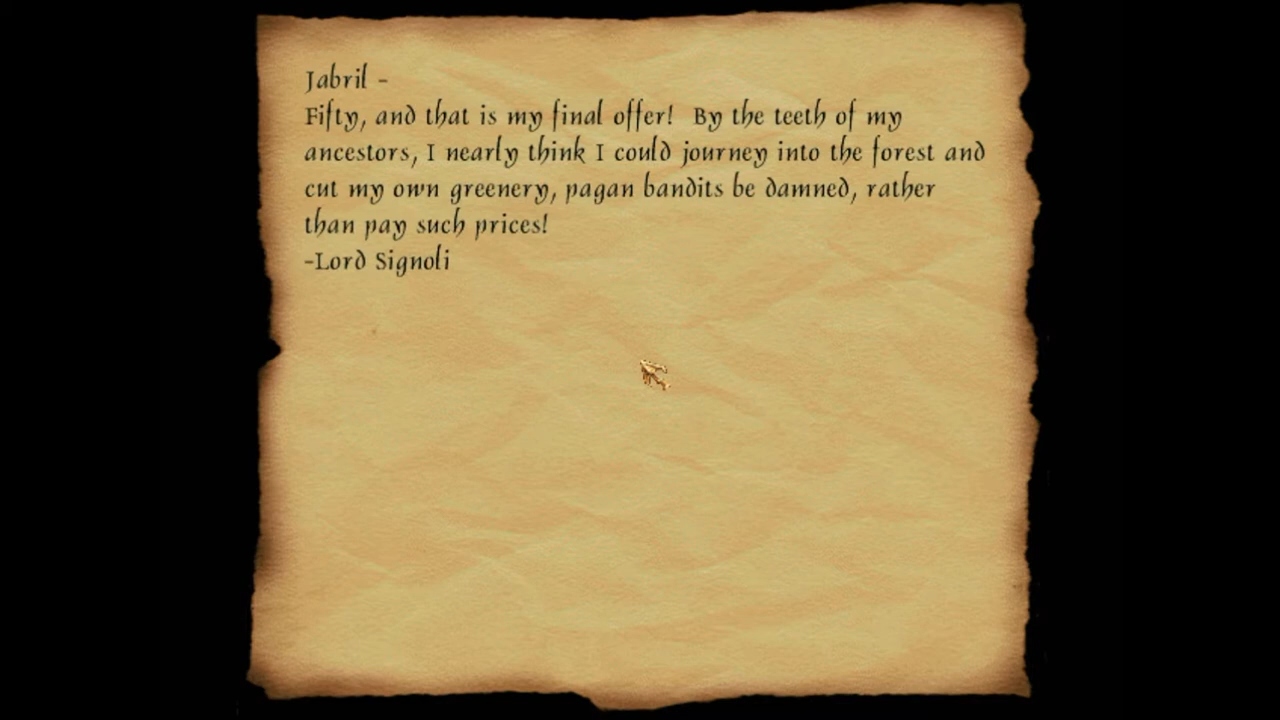 Jabril -
Fifty, and that is my final offer!  By the teeth of my
ancestors, I nearly think I could journey into the forest and
cut my own greenery, pagan bandits be damned, rather
than pay such prices!
-Lord Signoli